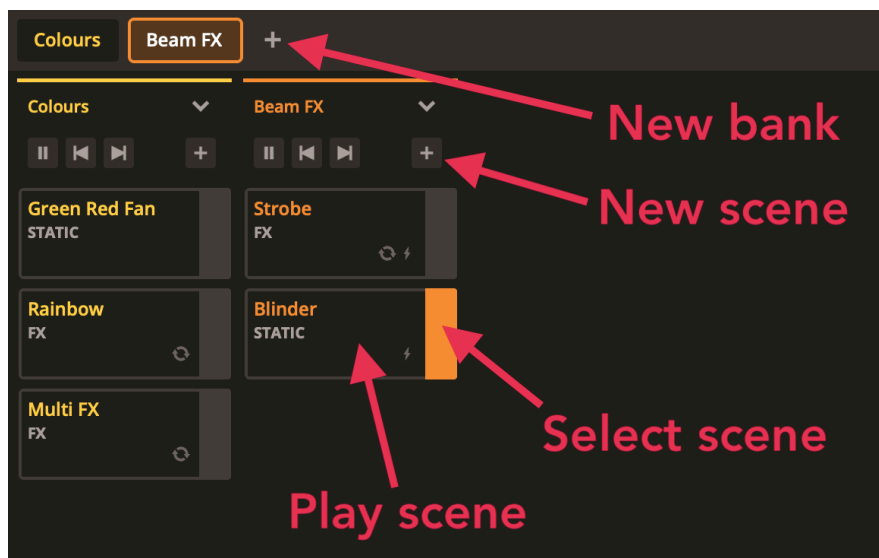 Colours
Beam FX
+
New bank
Colours
Beam FX
+
+
New scene
Green Red Fan
STATIC
Strobe
FX
Rainbow
FX
Blinder
STATIC
Multi FX
FX
Select scene
Play scene